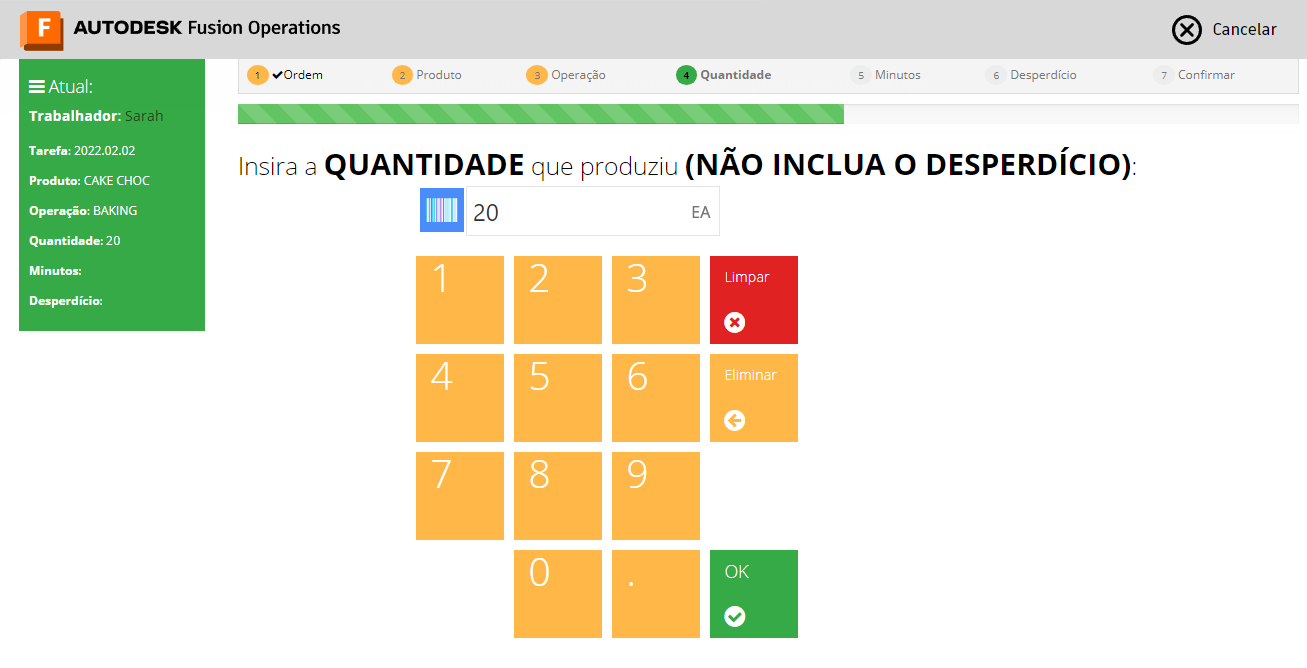 F AUTODESK Fusion Operations
Cancelar
Atual:
Trabalhador: Sarah
Tarefa: 2022.02.02
Produto: CAKE CHOC
Operação: BAKING
Quantidade: 20
Minutos:
Desperdício:
1 Ordem 2 Produto 3 Operação 4 Quantidade 5 Minutos 6 Desperdício 7 Confirmar
Insira a QUANTIDADE que produziu (NÃO INCLUA O DESPERDÍCIO):
20 EA
1 2 3 Limpar
4 5 6 Eliminar
7 8 9
0 . OK